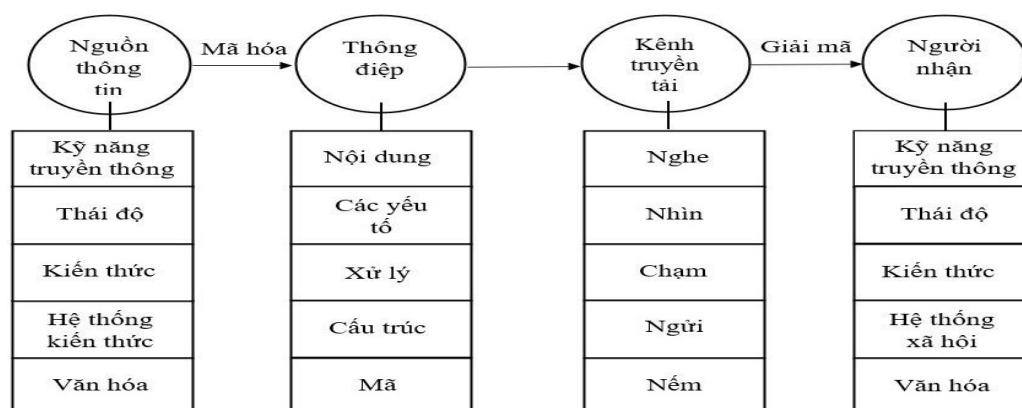 Nguồn
thông
tin
Mã hóa
Thông
điệp
Kênh
truyền
tải
Giải mã
Người
nhận
Kỹ năng
truyền thông
Thái độ
Kiến thức
Hệ thống
kiến thức
Văn hóa
Nội dung
Các yếu
tố
Xử lý
Cấu trúc
Mã
Nghe
Nhìn
Chạm
Ngửi
Nếm
Kỹ năng
truyền thông
Thái độ
Kiến thức
Hệ thống
xã hội
Văn hóa